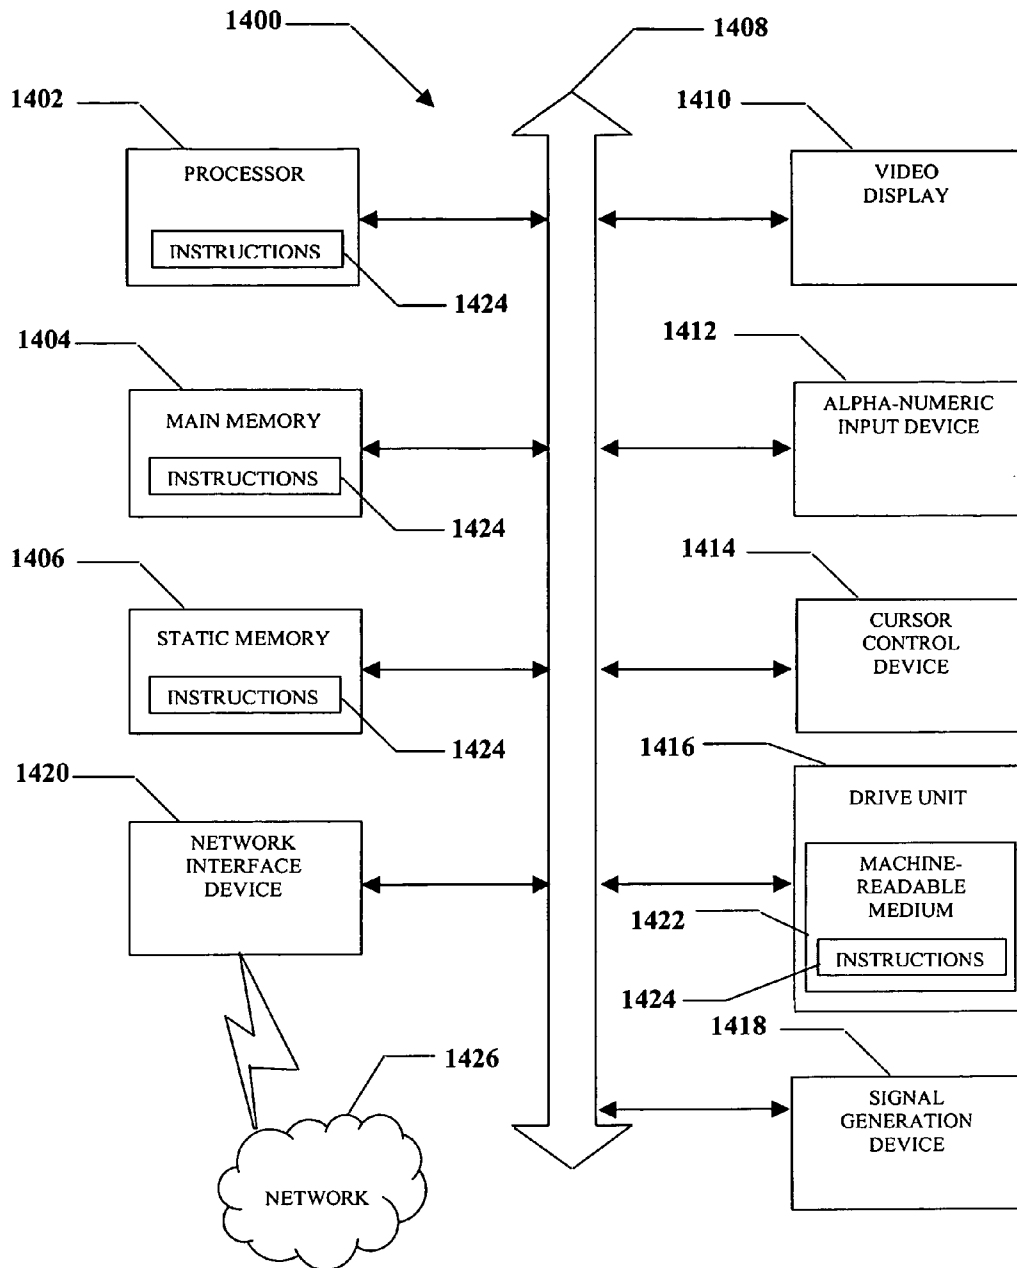 1400
1408
1402
1410
PROCESSOR
INSTRUCTIONS
1424
VIDEO
DISPLAY
1404
1412
MAIN MEMORY
INSTRUCTIONS
1424
ALPHA-NUMERIC
INPUT DEVICE
1406
1414
STATIC MEMORY
INSTRUCTIONS
1424
CURSOR
CONTROL
DEVICE
1420
1416
NETWORK
INTERFACE
DEVICE
DRIVE UNIT
MACHINE-
READABLE
MEDIUM
1422
INSTRUCTIONS
1424
1418
1426
NETWORK
SIGNAL
GENERATION
DEVICE